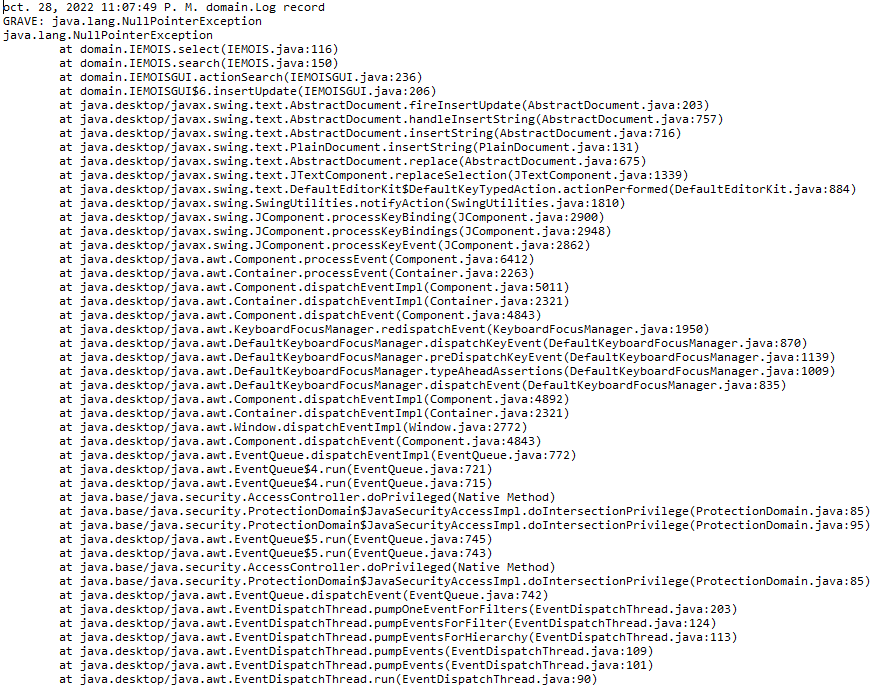 oct. 28, 2022 11:07:49 P. M. domain.Log record
GRAVE: java.lang.NullPointerException
java.lang.NullPointerException
at domain.IEMOIS.select(IEMOIS.java:116)
at domain.IEMOIS.search(IEMOIS.java:150)
at domain.IEMOISGUI.actionSearch(IEMOISGUI.java:236)
at domain.IEMOISGUI$6.insertUpdate(IEMOISGUI.java:206)
at java.desktop/javax.swing.text.AbstractDocument.fireInsertUpdate(AbstractDocument.java:203)
at java.desktop/javax.swing.text.AbstractDocument.handleInsertString(AbstractDocument.java:757)
at java.desktop/javax.swing.text.AbstractDocument.insertString(AbstractDocument.java:716)
at java.desktop/javax.swing.text.PlainDocument.insertString(PlainDocument.java:131)
at java.desktop/javax.swing.text.AbstractDocument.replace(AbstractDocument.java:675)
at java.desktop/javax.swing.text.JTextComponent.replaceSelection(JTextComponent.java:1339)
at java.desktop/javax.swing.text.DefaultEditorKit$DefaultKeyTypedAction.actionPerformed(DefaultEditorKit.java:884)
at java.desktop/javax.swing.SwingUtilities.notifyAction(SwingUtilities.java:1810)
at java.desktop/javax.swing.JComponent.processKeyBinding(JComponent.java:2900)
at java.desktop/javax.swing.JComponent.processKeyBindings(JComponent.java:2948)
at java.desktop/javax.swing.JComponent.processKeyEvent(JComponent.java:2862)
at java.desktop/java.awt.Component.processEvent(Component.java:6412)
at java.desktop/java.awt.Container.processEvent(Container.java:2263)
at java.desktop/java.awt.Component.dispatchEventImpl(Component.java:5011)
at java.desktop/java.awt.Container.dispatchEventImpl(Container.java:2321)
at java.desktop/java.awt.Component.dispatchEvent(Component.java:4843)
at java.desktop/java.awt.KeyboardFocusManager.redispatchEvent(KeyboardFocusManager.java:1950)
at java.desktop/java.awt.DefaultKeyboardFocusManager.dispatchKeyEvent(DefaultKeyboardFocusManager.java:870)
at java.desktop/java.awt.DefaultKeyboardFocusManager.preDispatchKeyEvent(DefaultKeyboardFocusManager.java:1139)
at java.desktop/java.awt.DefaultKeyboardFocusManager.typeAheadAssertions(DefaultKeyboardFocusManager.java:1009)
at java.desktop/java.awt.DefaultKeyboardFocusManager.dispatchEvent(DefaultKeyboardFocusManager.java:835)
at java.desktop/java.awt.Component.dispatchEventImpl(Component.java:4892)
at java.desktop/java.awt.Container.dispatchEventImpl(Container.java:2321)
at java.desktop/java.awt.Window.dispatchEventImpl(Window.java:2772)
at java.desktop/java.awt.Component.dispatchEvent(Component.java:4843)
at java.desktop/java.awt.EventQueue.dispatchEventImpl(EventQueue.java:772)
at java.desktop/java.awt.EventQueue$4.run(EventQueue.java:721)
at java.desktop/java.awt.EventQueue$4.run(EventQueue.java:715)
at java.base/java.security.AccessController.doPrivileged(Native Method)
at java.base/java.security.ProtectionDomain$JavaSecurityAccessImpl.doIntersectionPrivilege(ProtectionDomain.java:85)
at java.base/java.security.ProtectionDomain$JavaSecurityAccessImpl.doIntersectionPrivilege(ProtectionDomain.java:95)
at java.desktop/java.awt.EventQueue$5.run(EventQueue.java:745)
at java.desktop/java.awt.EventQueue$5.run(EventQueue.java:743)
at java.base/java.security.AccessController.doPrivileged(Native Method)
at java.base/java.security.ProtectionDomain$JavaSecurityAccessImpl.doIntersectionPrivilege(ProtectionDomain.java:85)
at java.desktop/java.awt.EventQueue.dispatchEvent(EventQueue.java:742)
at java.desktop/java.awt.EventDispatchThread.pumpOneEventForFilters(EventDispatchThread.java:203)
at java.desktop/java.awt.EventDispatchThread.pumpEventsForFilter(EventDispatchThread.java:124)
at java.desktop/java.awt.EventDispatchThread.pumpEventsForHierarchy(EventDispatchThread.java:113)
at java.desktop/java.awt.EventDispatchThread.pumpEvents(EventDispatchThread.java:109)
at java.desktop/java.awt.EventDispatchThread.pumpEvents(EventDispatchThread.java:101)
at java.desktop/java.awt.EventDispatchThread.run(EventDispatchThread.java:90)